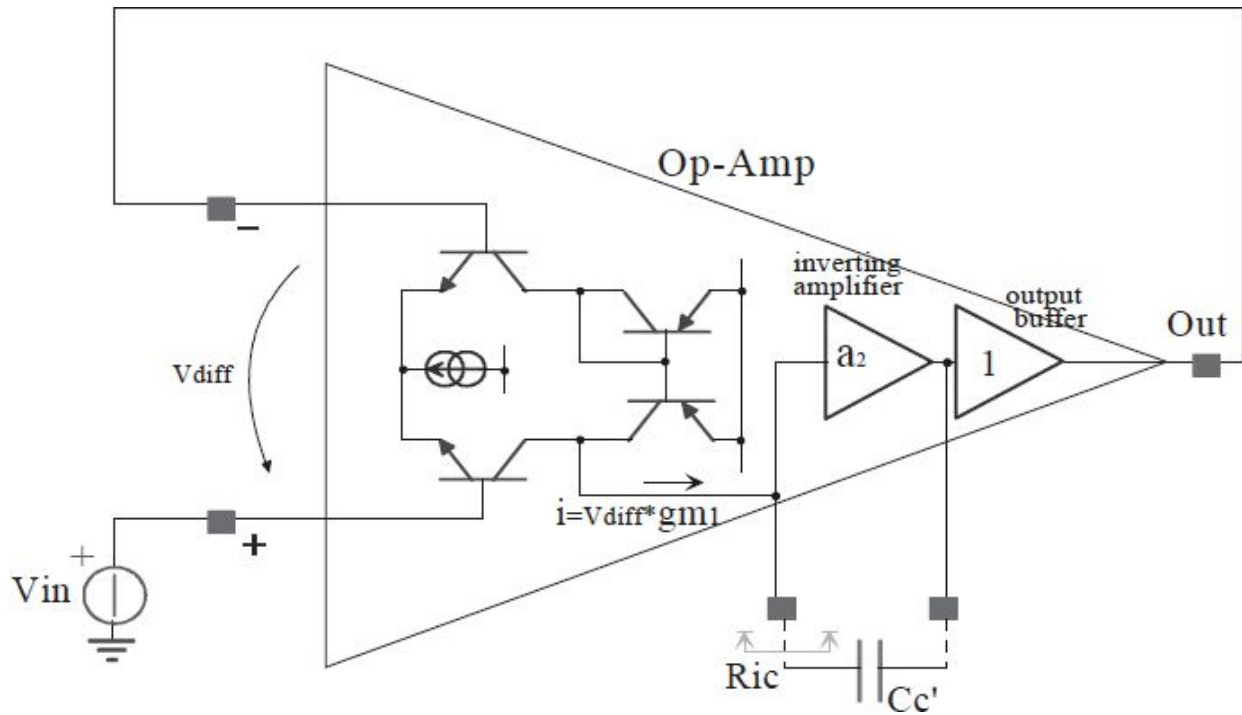 Op-Amp
−
inverting
amplifier
output
buffer
Out
a2
1
Vdiff
i=Vdiff*gm1
+
+
Vin
Ric
Cc'